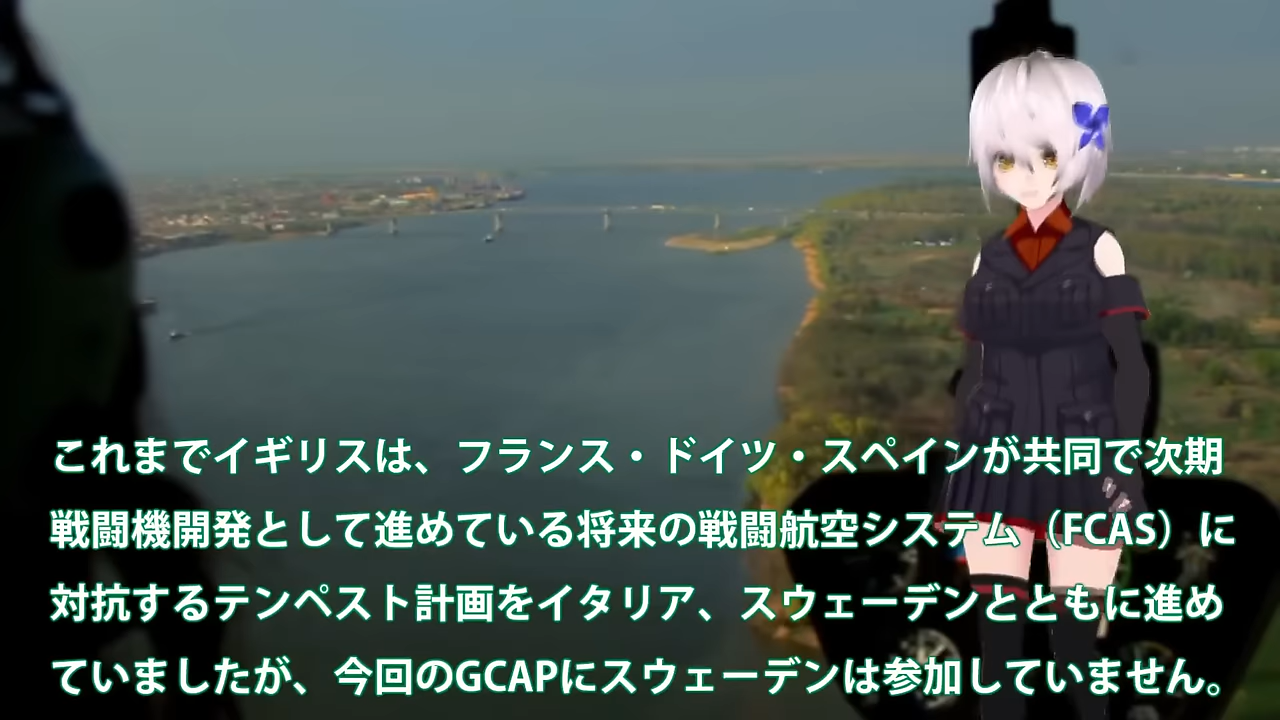 これまでイギリスは、フランス・ドイツ・スペインが共同で次期
戦闘機開発として進めている将来の戦闘航空システム（FCAS）に
対抗するテンペスト計画をイタリア、スウェーデンとともに進め
ていましたが、今回のGCAPにスウェーデンは参加していません。